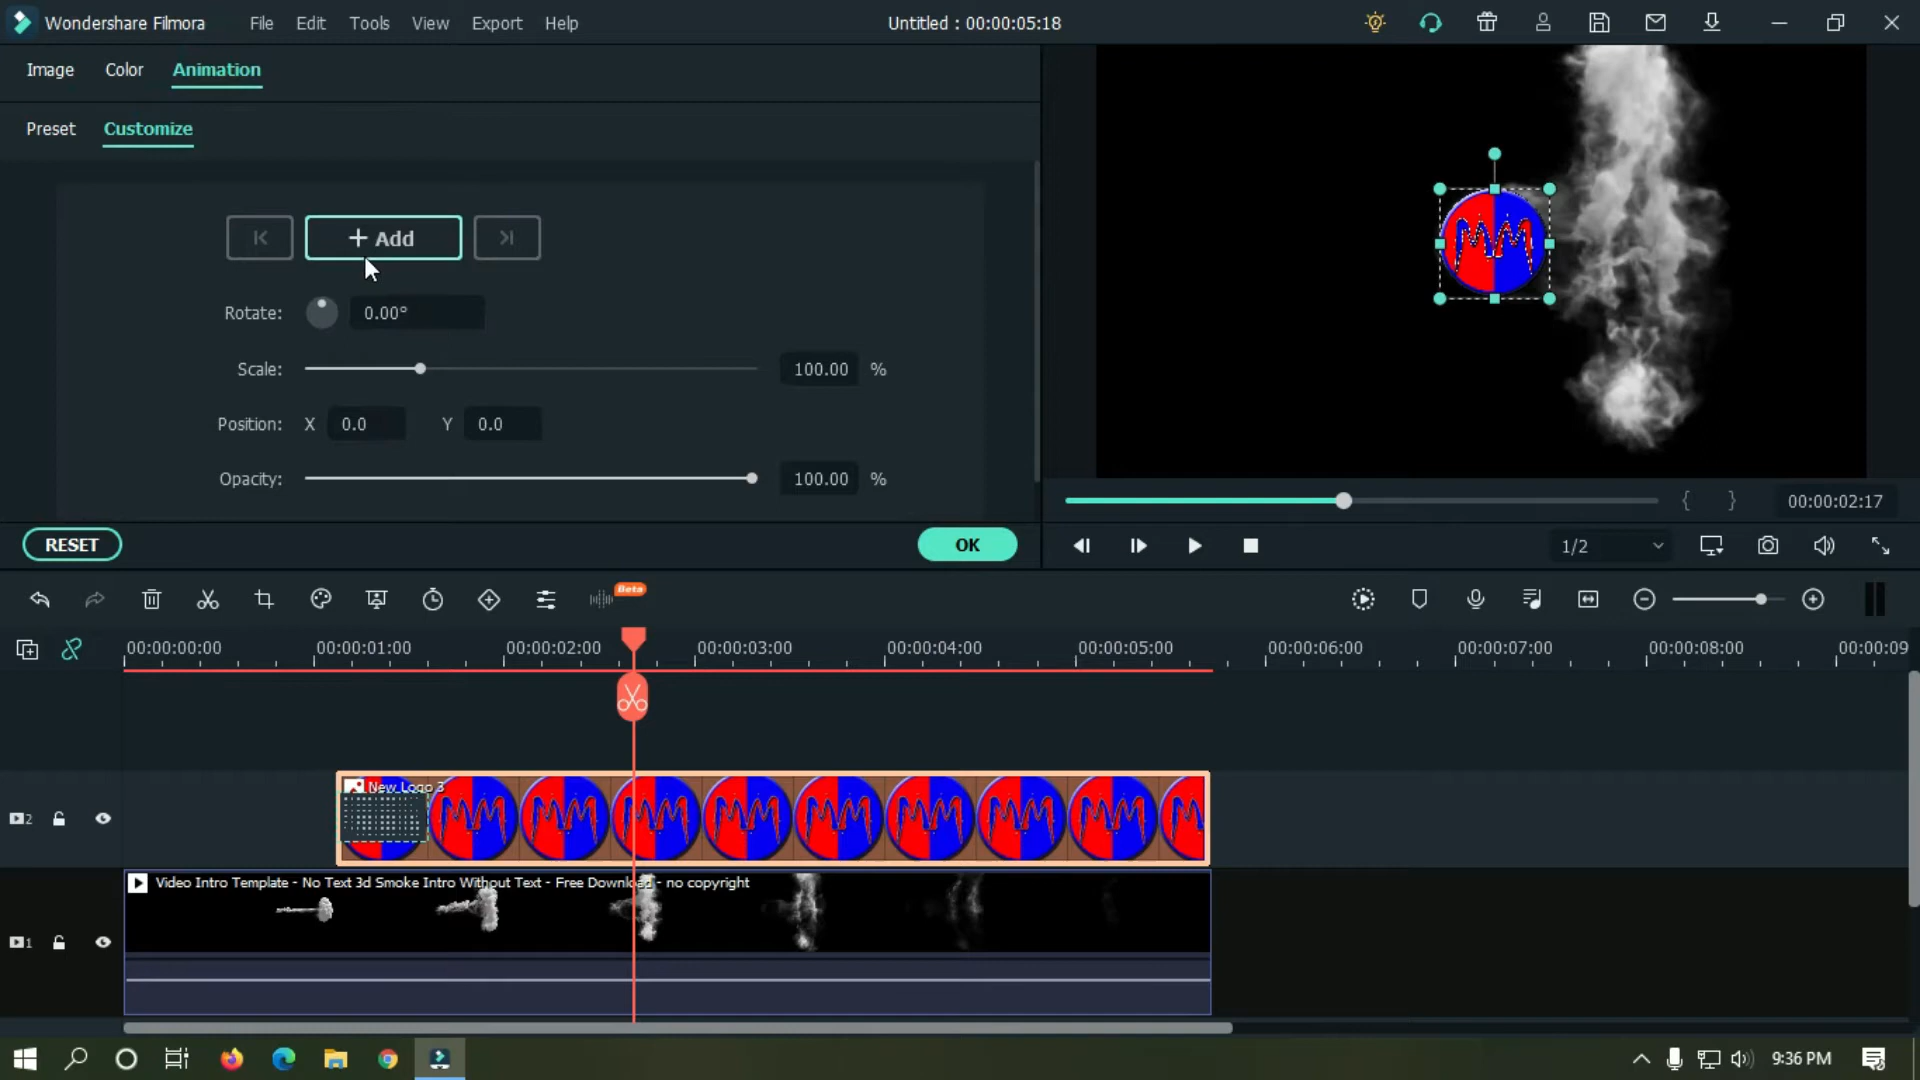 Wondershare Filmora File Edit Tools View Export Help Untitled : 00:00:05:18
Image Color Animation
Preset Customize
+ Add
Rotate: 0.00°
Scale: 100.00 %
Position: X 0.0 Y 0.0
Opacity: 100.00 %
RESET OK
{ } 00:00:02:17
1/2
Beta
00:00:00:00 00:00:01:00 00:00:02:00 00:00:03:00 00:00:04:00 00:00:05:00 00:00:06:00 00:00:07:00 00:00:08:00 00:00:09
New Logo 3
2
Video Intro Template - No Text 3d Smoke Intro Without Text - Free Download - no copyright
1
9:36 PM